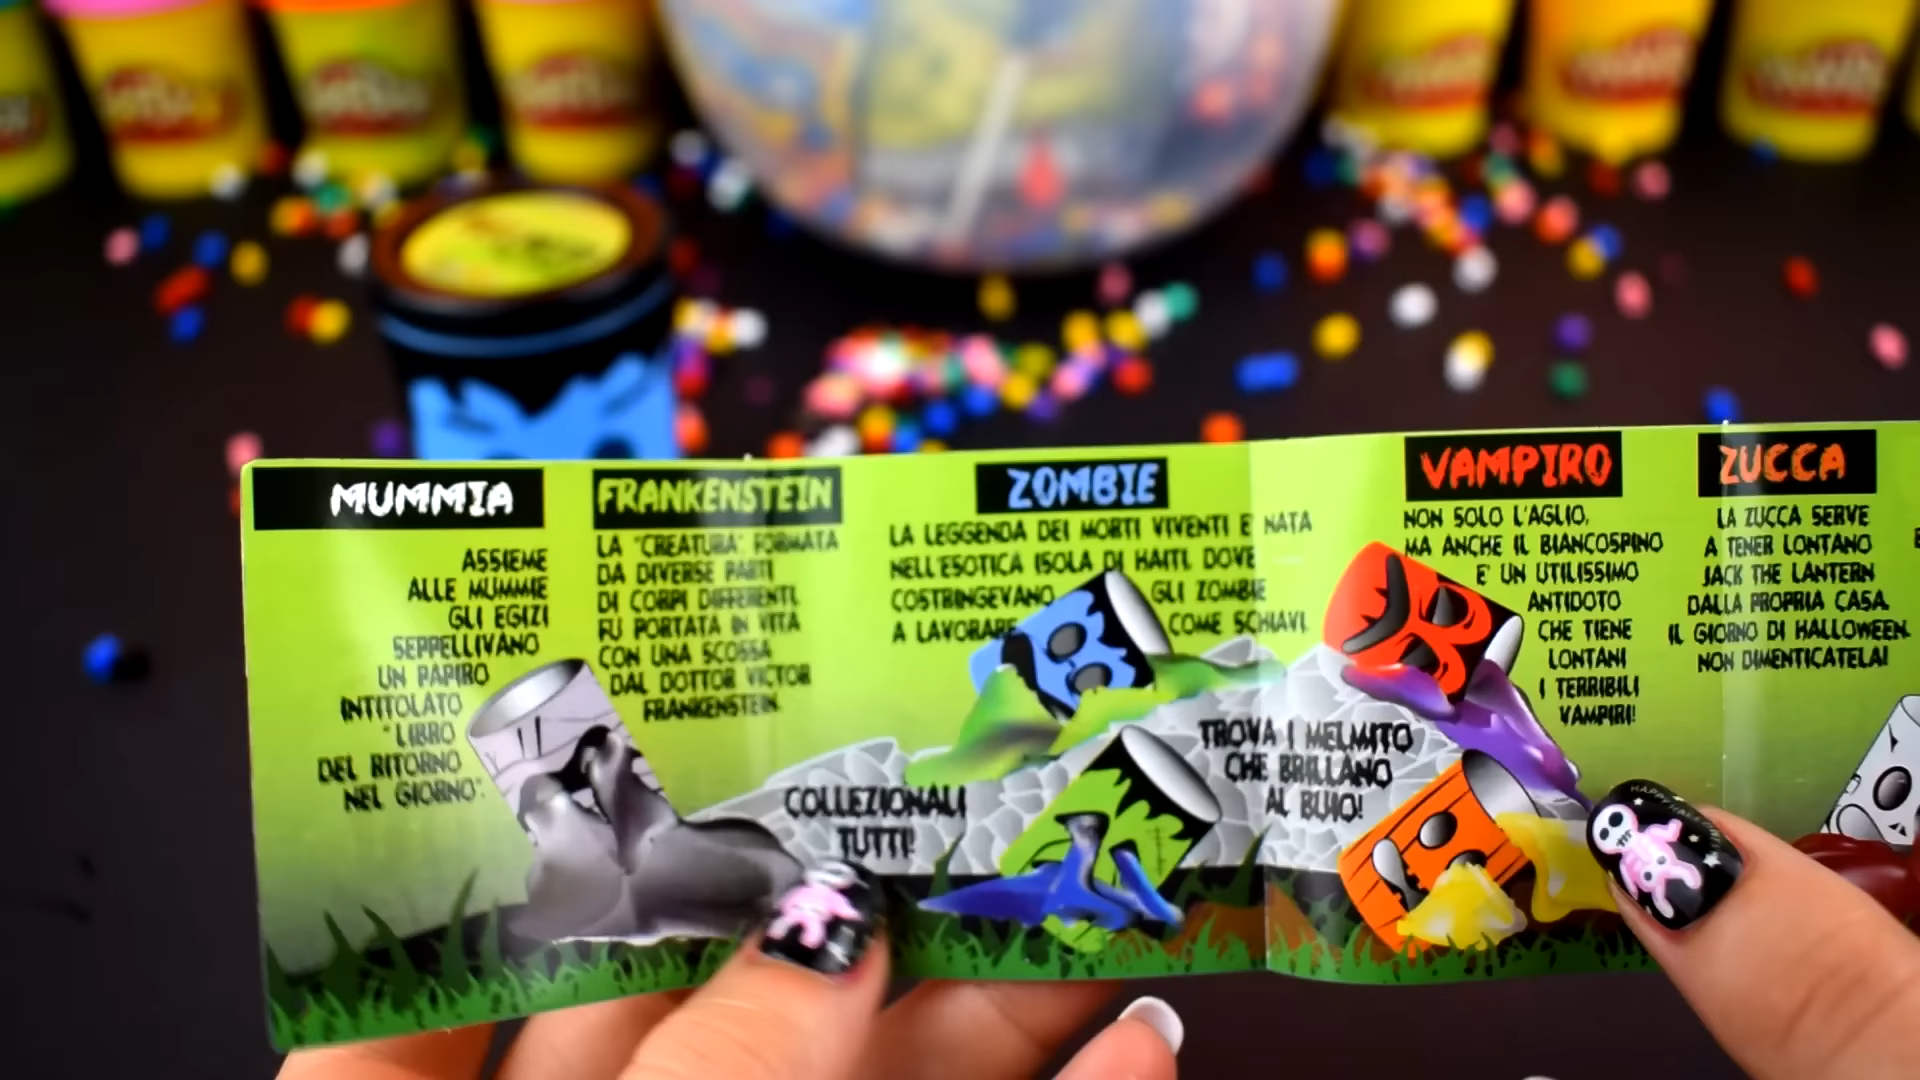 MUMMIA
ASSIEME
ALLE MUMMIE
GLI EGIZI
SEPPELLIVANO
UN PAPIRO
INTITOLATO
"LIBRO
DEL RITORNO
NEL GIORNO".
FRANKENSTEIN
LA "CREATURA", FORMATA
DA DIVERSE PARTI
DI CORPI DIFFERENTI,
FU PORTATA IN VITA
CON UNA SCOSSA
DAL DOTTOR VICTOR
FRANKENSTEIN.
ZOMBIE
LA LEGGENDA DEI MORTI VIVENTI E' NATA
NELL'ESOTICA ISOLA DI HAITI, DOVE
COSTRINGEVANO GLI ZOMBIE
A LAVORARE COME SCHIAVI.
COLLEZIONALI
TUTTI!
TROVA I MELMITO
CHE BRILLANO
AL BUIO!
VAMPIRO
NON SOLO L'AGLIO,
MA ANCHE IL BIANCOSPINO
E' UN UTILISSIMO
ANTIDOTO
CHE TIENE
LONTANI
I TERRIBILI
VAMPIRI!
ZUCCA
LA ZUCCA SERVE
A TENER LONTANO
JACK THE LANTERN
DALLA PROPRIA CASA.
IL GIORNO DI HALLOWEEN
NON DIMENTICATELA!